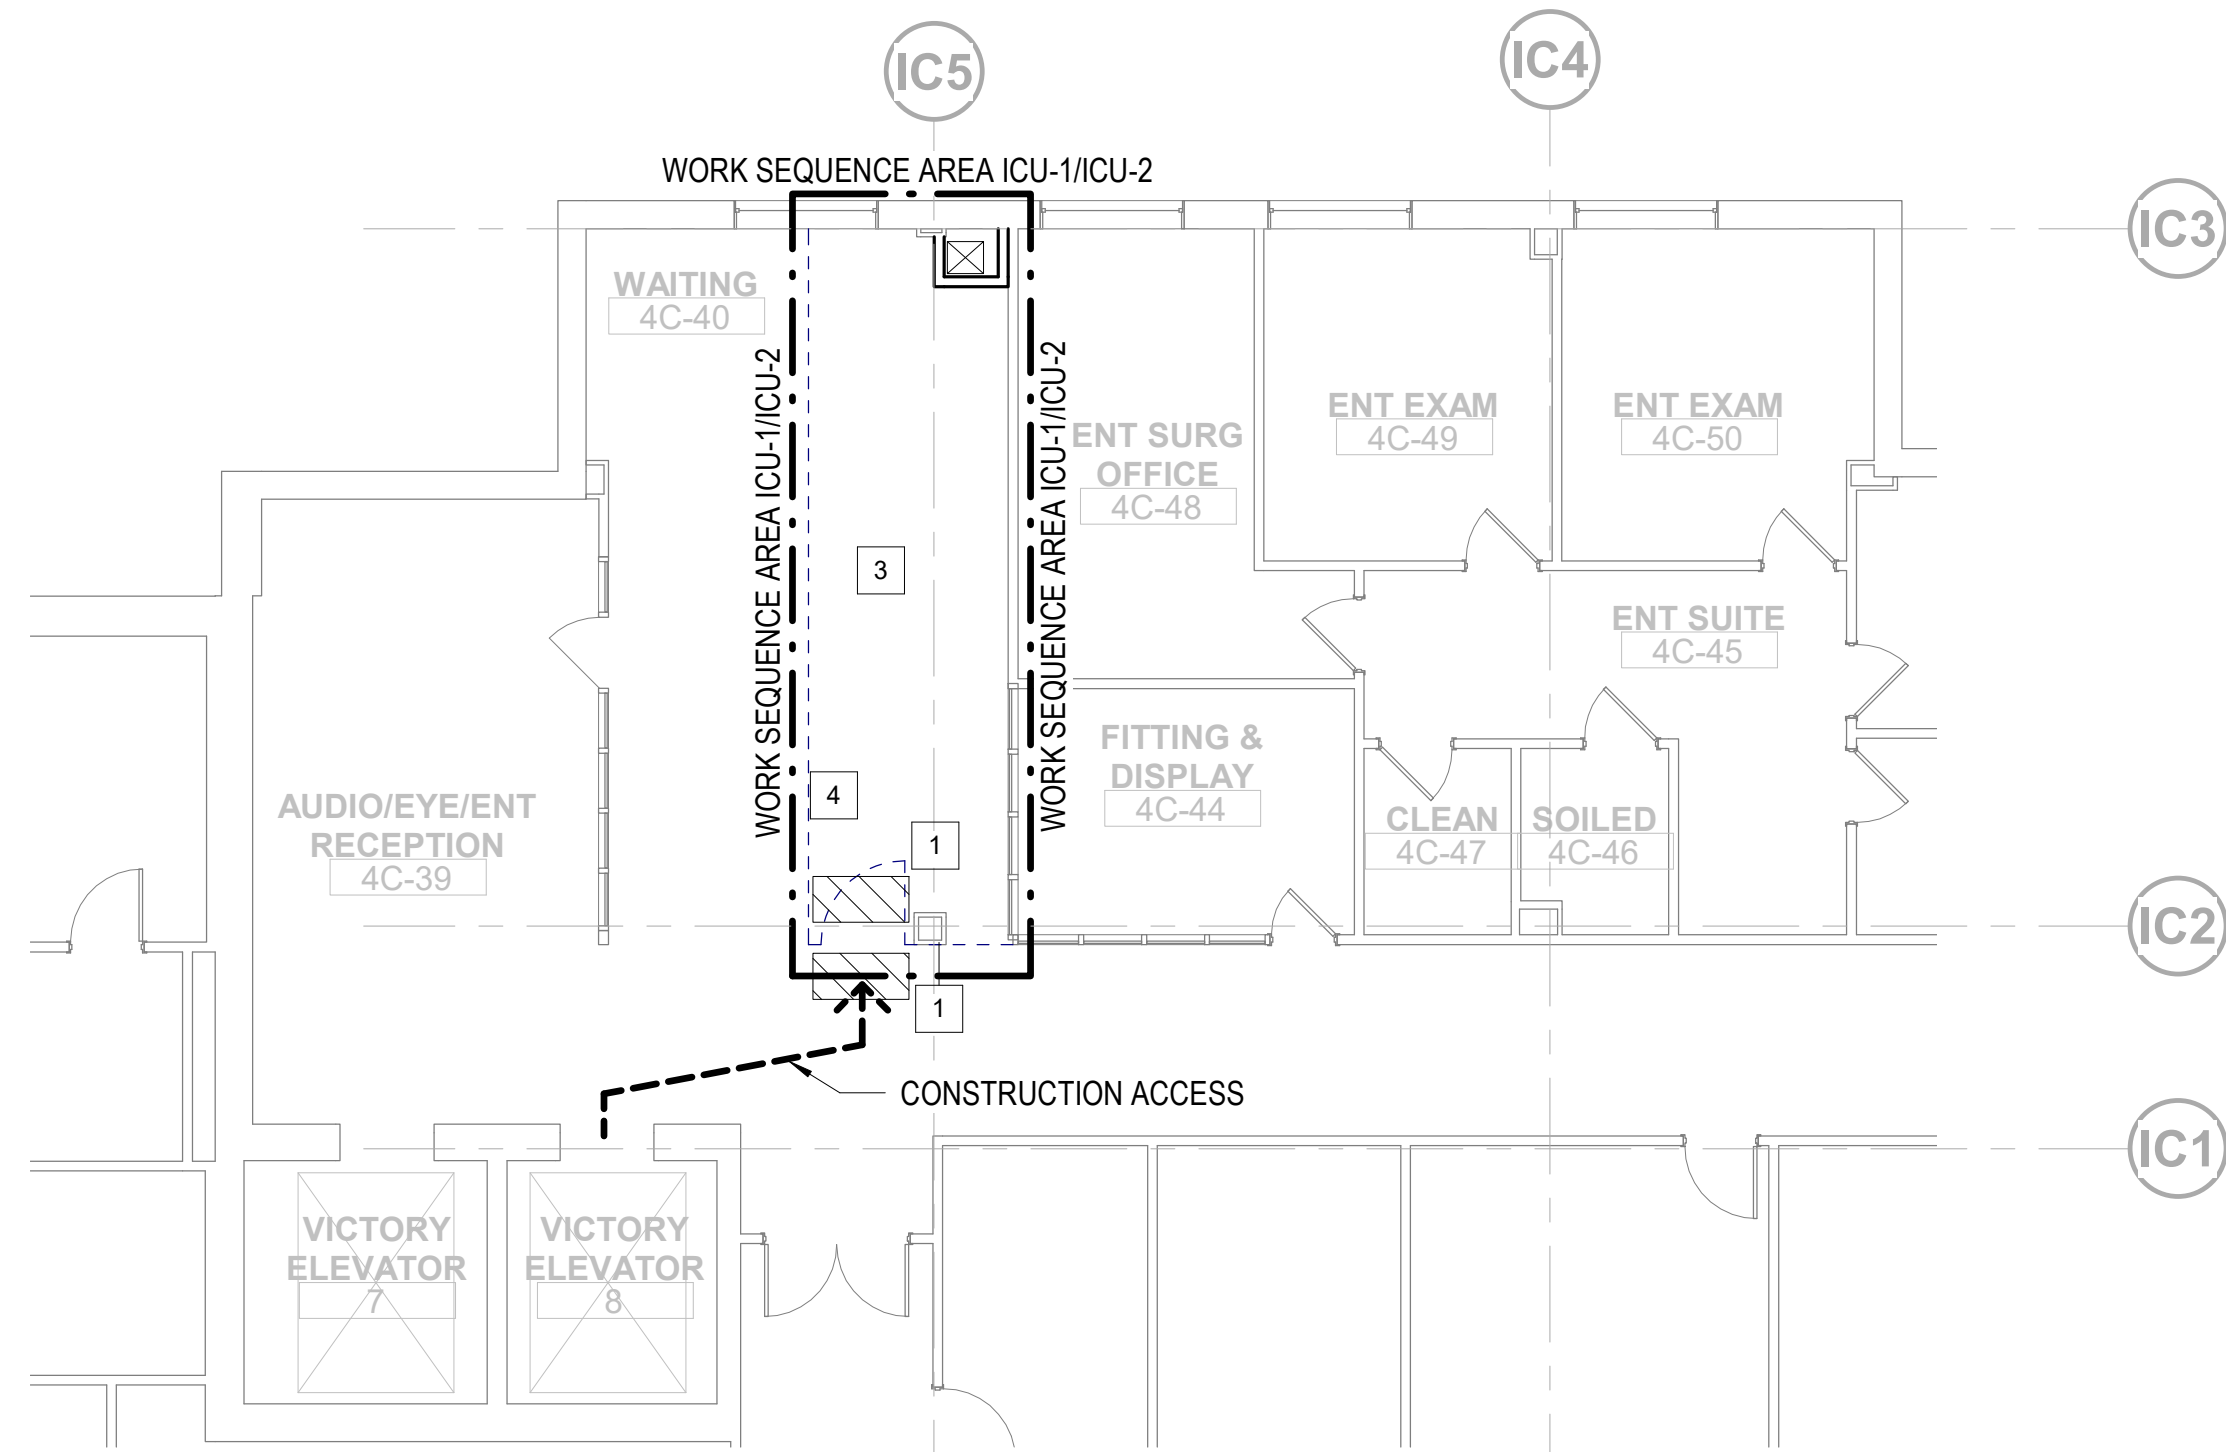 IC5
IC4
WORK SEQUENCE AREA ICU-1/ICU-2
IC3
WAITING
4C-40
WORK SEQUENCE AREA ICU-1/ICU-2
WORK SEQUENCE AREA ICU-1/ICU-2
ENT SURG
OFFICE
4C-48
ENT EXAM
4C-49
ENT EXAM
4C-50
3
ENT SUITE
4C-45
4
1
FITTING &
DISPLAY
4C-44
AUDIO/EYE/ENT
RECEPTION
4C-39
CLEAN
4C-47
SOILED
4C-46
IC2
1
CONSTRUCTION ACCESS
IC1
VICTORY
ELEVATOR
7
VICTORY
ELEVATOR
8